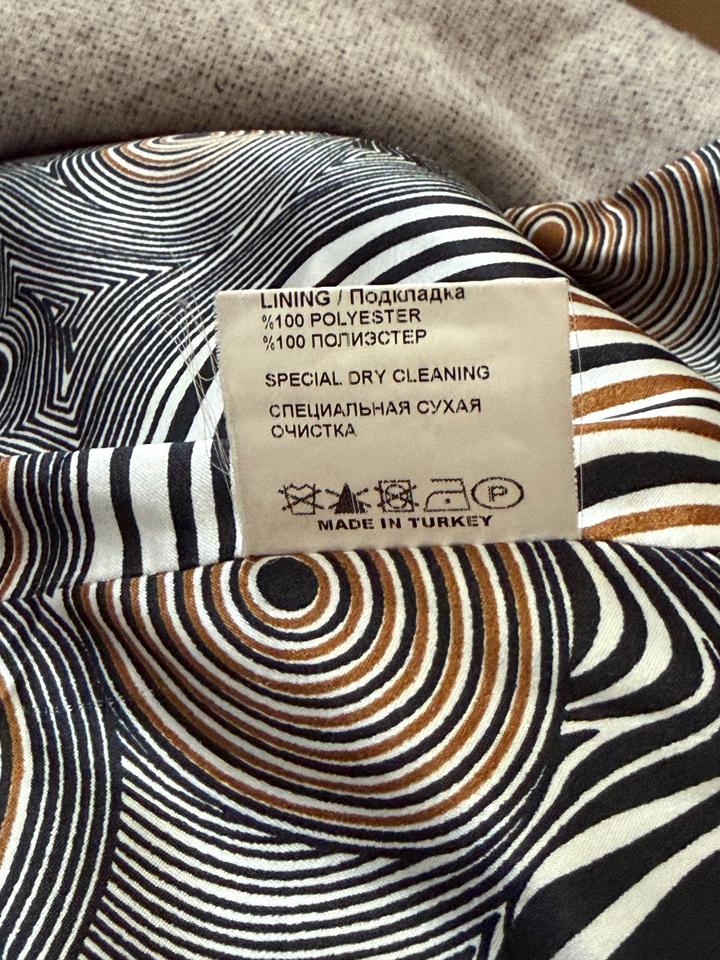 LINING / Подкладка
%100 POLYESTER
%100 ПОЛИЭСТЕР
SPECIAL DRY CLEANING
СПЕЦИАЛЬНАЯ СУХАЯ
ОЧИСТКА
P
MADE IN TURKEY